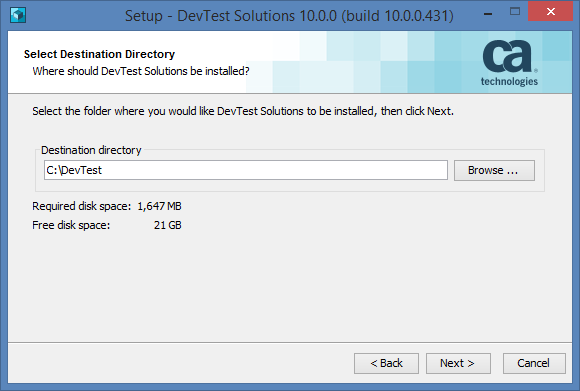 Setup - DevTest Solutions 10.0.0 (build 10.0.0.431)
Select Destination Directory
Where should DevTest Solutions be installed?
ca
technologies
Select the folder where you would like DevTest Solutions to be installed, then click Next.
Destination directory
C:\DevTest
Browse ...
Required disk space: 1,647 MB
Free disk space: 21 GB
< Back
Next >
Cancel